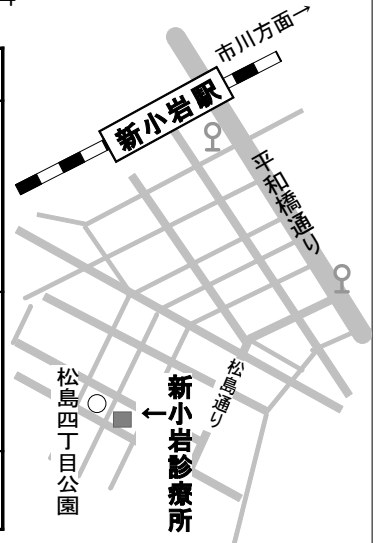 市川方面→
新小岩駅
平和橋通り
松島通り
松島四丁目公園
←新小岩診療所